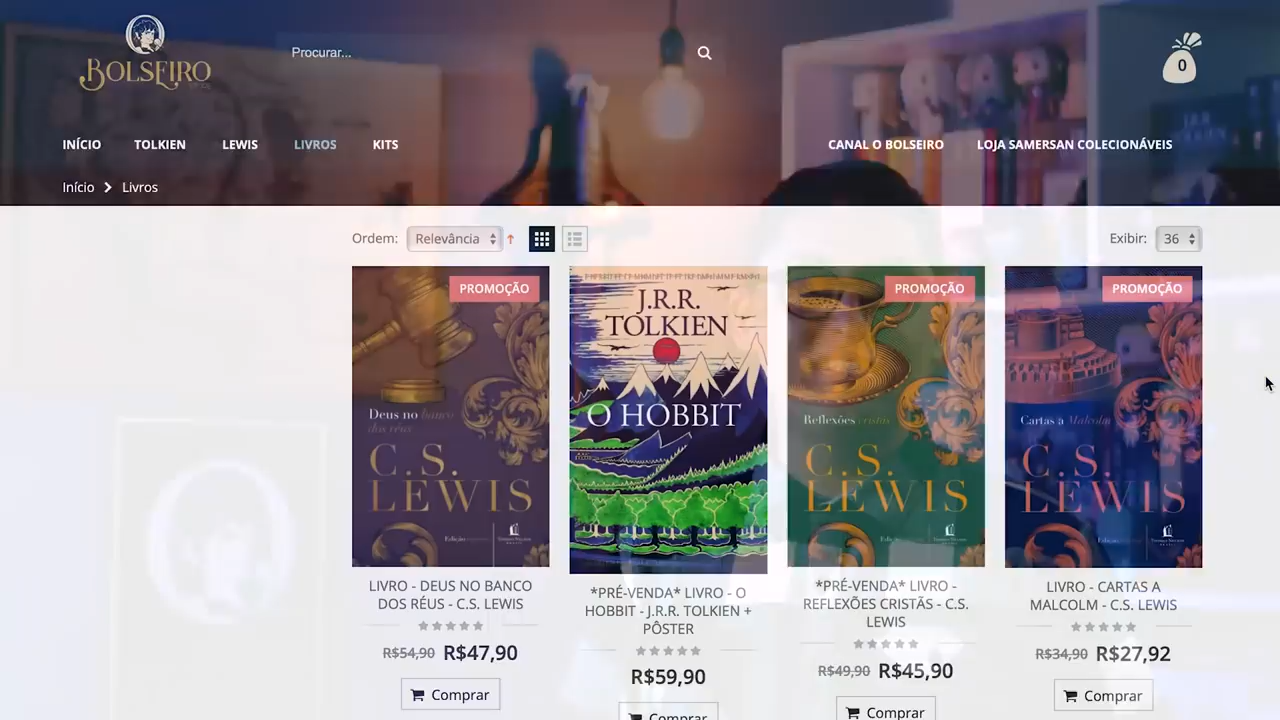 BOLSEIRO
Procurar...
0
INÍCIO TOLKIEN LEWIS LIVROS KITS CANAL O BOLSEIRO LOJA SAMERSAN COLECIONÁVEIS
Início Livros
Ordem: Relevância Exibir: 36
PROMOÇÃO
Deus no banco
dos réus
C.S.
LEWIS
J.R.R.
TOLKIEN
O HOBBIT
PROMOÇÃO
Reflexões cristãs
C.S.
LEWIS
PROMOÇÃO
Cartas a Malcolm
C.S.
LEWIS
LIVRO - DEUS NO BANCO
DOS RÉUS - C.S. LEWIS
R$54,90 R$47,90
Comprar
*PRÉ-VENDA* LIVRO - O
HOBBIT - J.R.R. TOLKIEN +
PÔSTER
R$59,90
Comprar
*PRÉ-VENDA* LIVRO -
REFLEXÕES CRISTÃS - C.S.
LEWIS
R$49,90 R$45,90
Comprar
LIVRO - CARTAS A
MALCOLM - C.S. LEWIS
R$34,90 R$27,92
Comprar